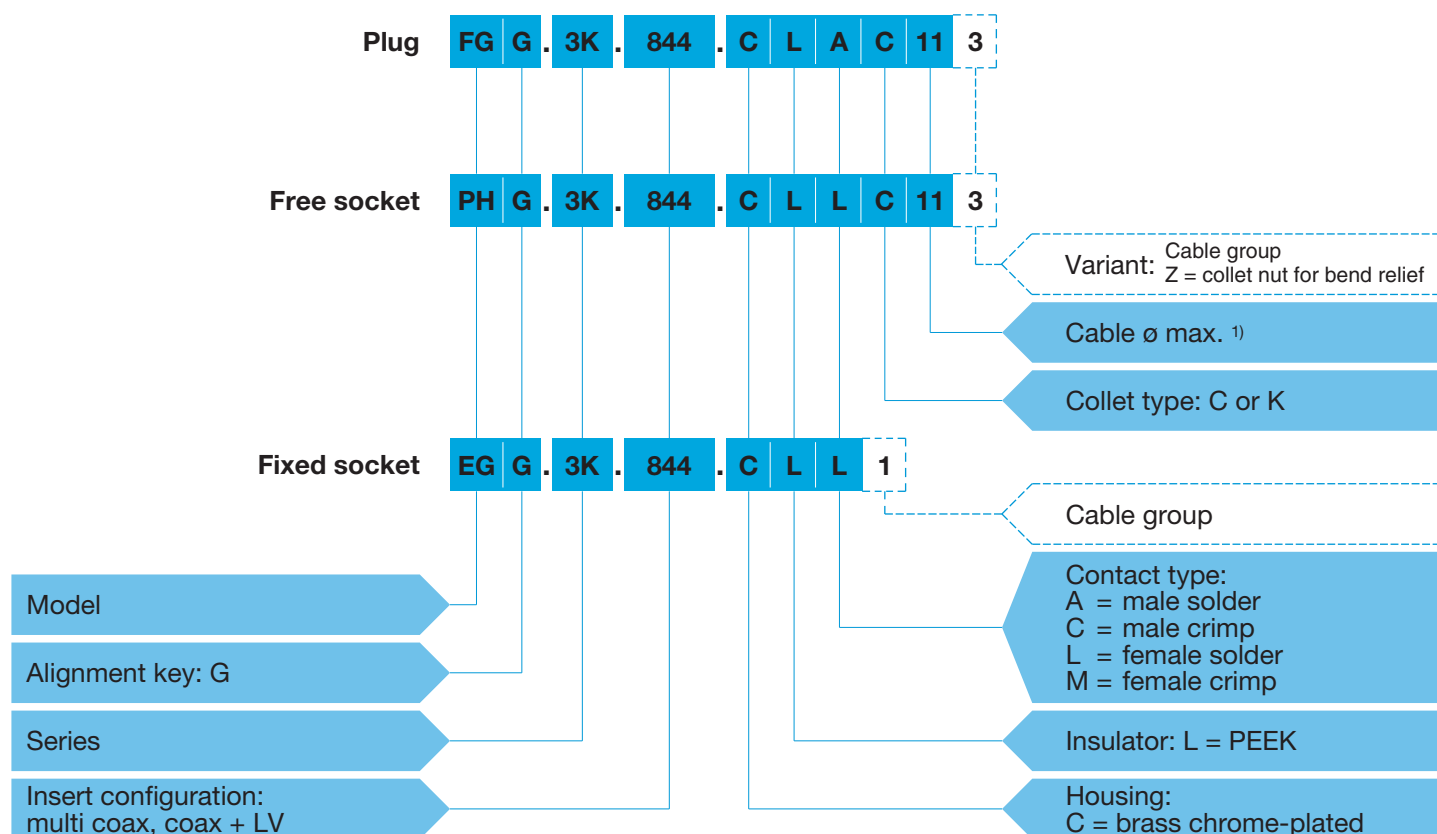 Plug FG G . 3K . 844 . C L A C 11 3
Free socket PH G . 3K . 844 . C L L C 11 3
Variant: Cable group
Z = collet nut for bend relief
Cable ø max. 1)
Collet type: C or K
Fixed socket EG G . 3K . 844 . C L L 1
Cable group
Contact type:
A = male solder
C = male crimp
L = female solder
M = female crimp
Model
Alignment key: G
Series
Insulator: L = PEEK
Insert configuration:
multi coax, coax + LV
Housing:
C = brass chrome-plated